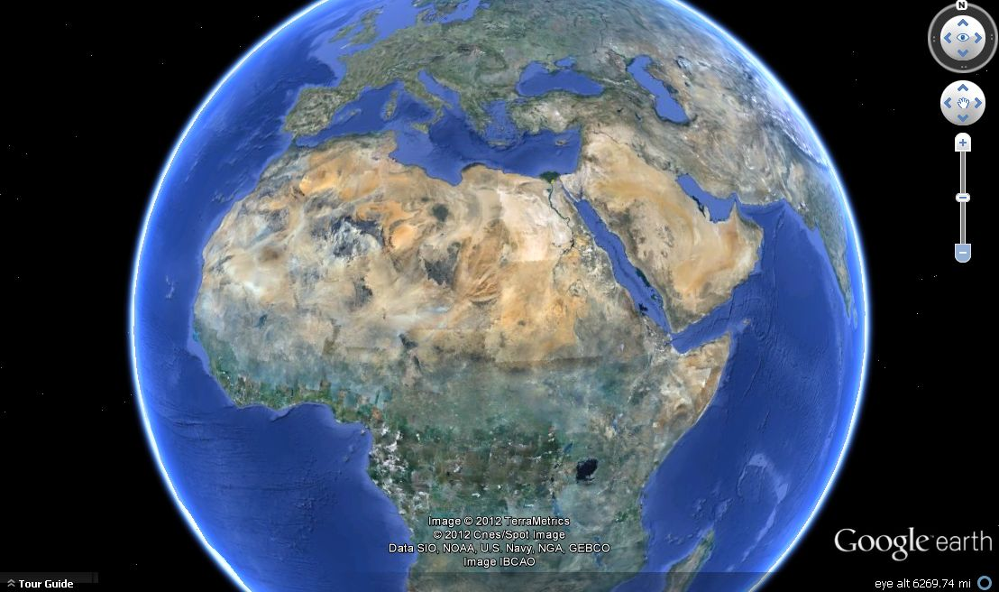 N
Image © 2012 TerraMetrics
© 2012 Cnes/Spot Image
Data SIO, NOAA, U.S. Navy, NGA, GEBCO
Image IBCAO
Google earth
Tour Guide
eye alt 6269.74 mi